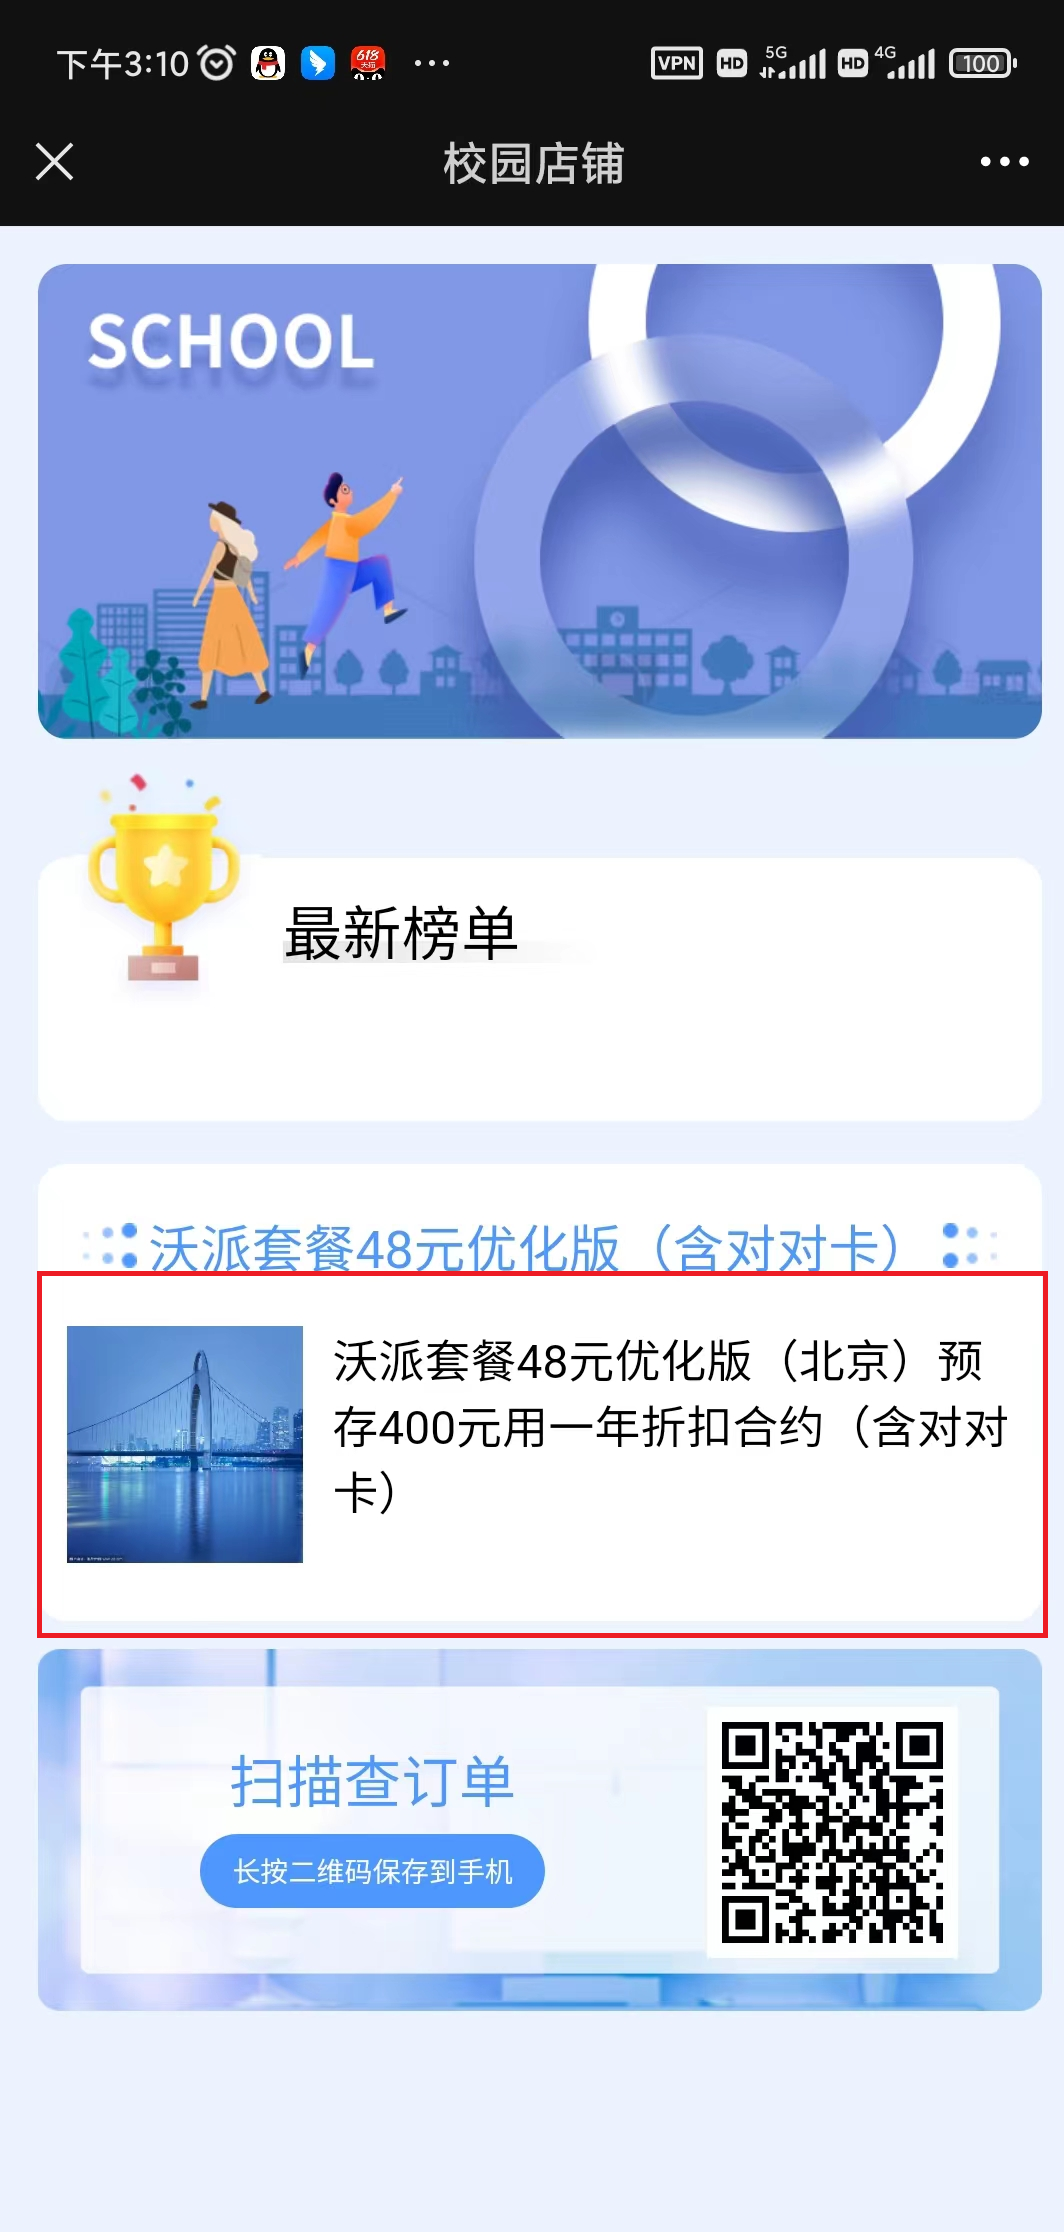 下午3:10
618
天猫
VPN
HD
5G
HD
4G
100
校园店铺
SCHOOL
最新榜单
沃派套餐48元优化版（含对对卡）
沃派套餐48元优化版（北京）预
存400元用一年折扣合约（含对对
卡）
扫描查订单
长按二维码保存到手机